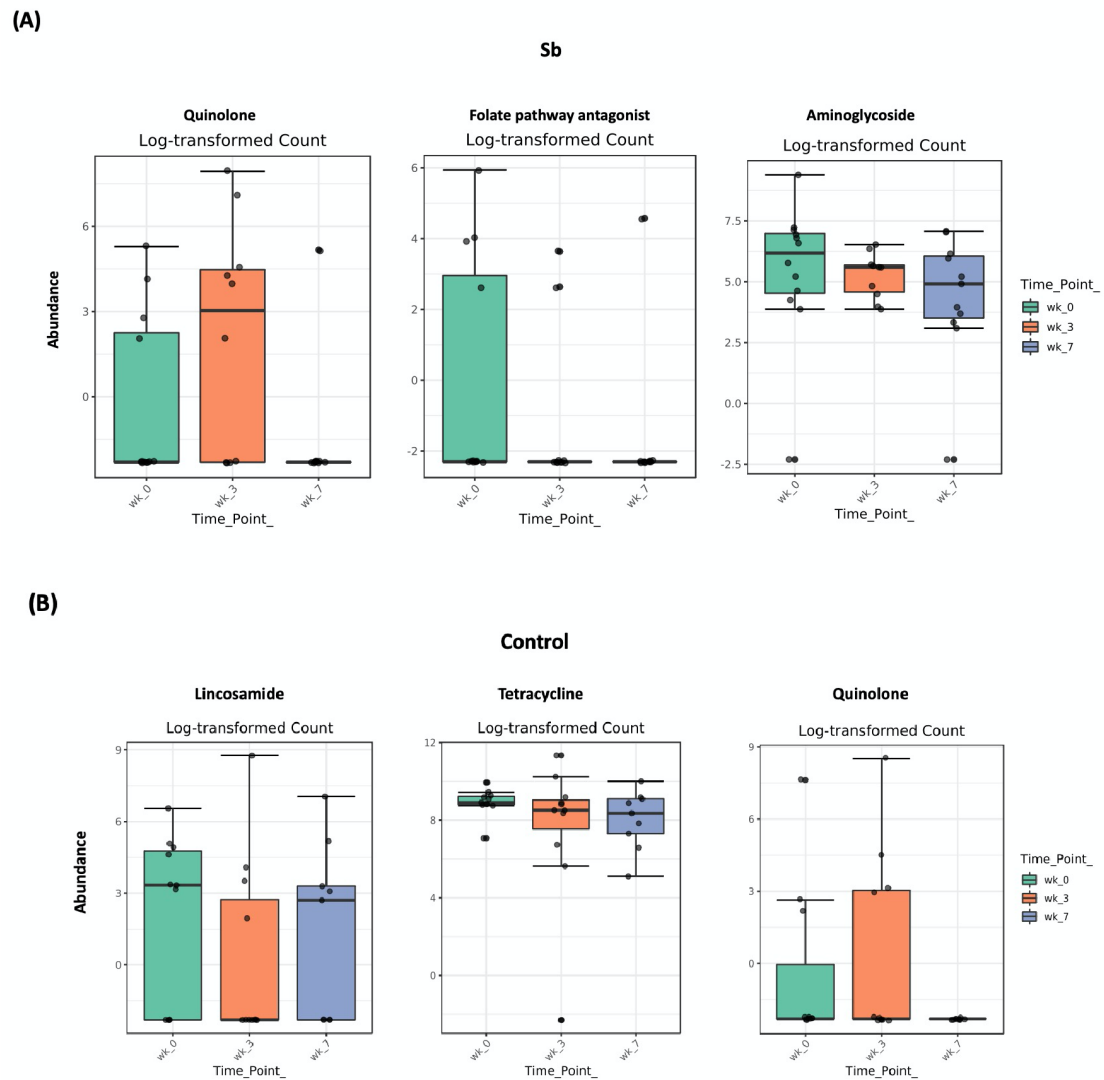 (A)
Sb
Quinolone
Log-transformed Count
Abundance
6
3
0
wk_0
wk_3
wk_7
Time_Point_
Folate pathway antagonist
Log-transformed Count
6
4
2
0
-2
wk_0
wk_3
wk_7
Time_Point_
Aminoglycoside
Log-transformed Count
7.5
5.0
2.5
0.0
-2.5
wk_0
wk_3
wk_7
Time_Point_
Time_Point_
wk_0
wk_3
wk_7
(B)
Control
Lincosamide
Log-transformed Count
Abundance
9
6
3
0
wk_0
wk_3
wk_7
Time_Point_
Tetracycline
Log-transformed Count
12
8
4
0
wk_0
wk_3
wk_7
Time_Point_
Quinolone
Log-transformed Count
9
6
3
0
wk_0
wk_3
wk_7
Time_Point_
Time_Point_
wk_0
wk_3
wk_7